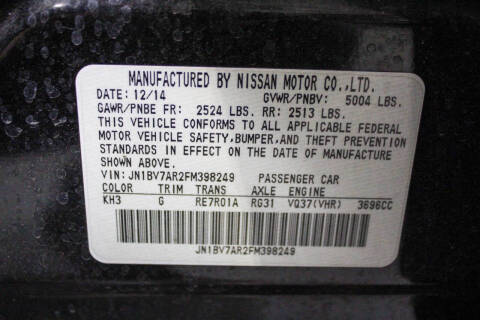 MANUFACTURED BY NISSAN MOTOR CO.,LTD.
DATE: 12/14 GVWR/PNBV: 5004 LBS.
GAWR/PNBE FR: 2524 LBS. RR: 2513 LBS.
THIS VEHICLE CONFORMS TO ALL APPLICABLE FEDERAL
MOTOR VEHICLE SAFETY, BUMPER, AND THEFT PREVENTION
STANDARDS IN EFFECT ON THE DATE OF MANUFACTURE
SHOWN ABOVE.
VIN: JN1BV7AR2FM398249 PASSENGER CAR
COLOR TRIM TRANS AXLE ENGINE
KH3 G RE7R01A RG31 VQ37(VHR) 3696CC
JN1BV7AR2FM398249